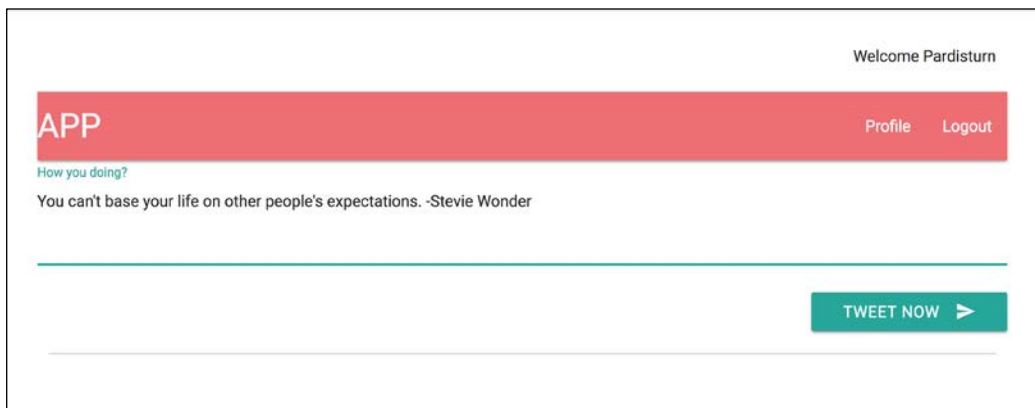 Welcome Pardisturn
APP Profile Logout
How you doing?
You can't base your life on other people's expectations. -Stevie Wonder
TWEET NOW